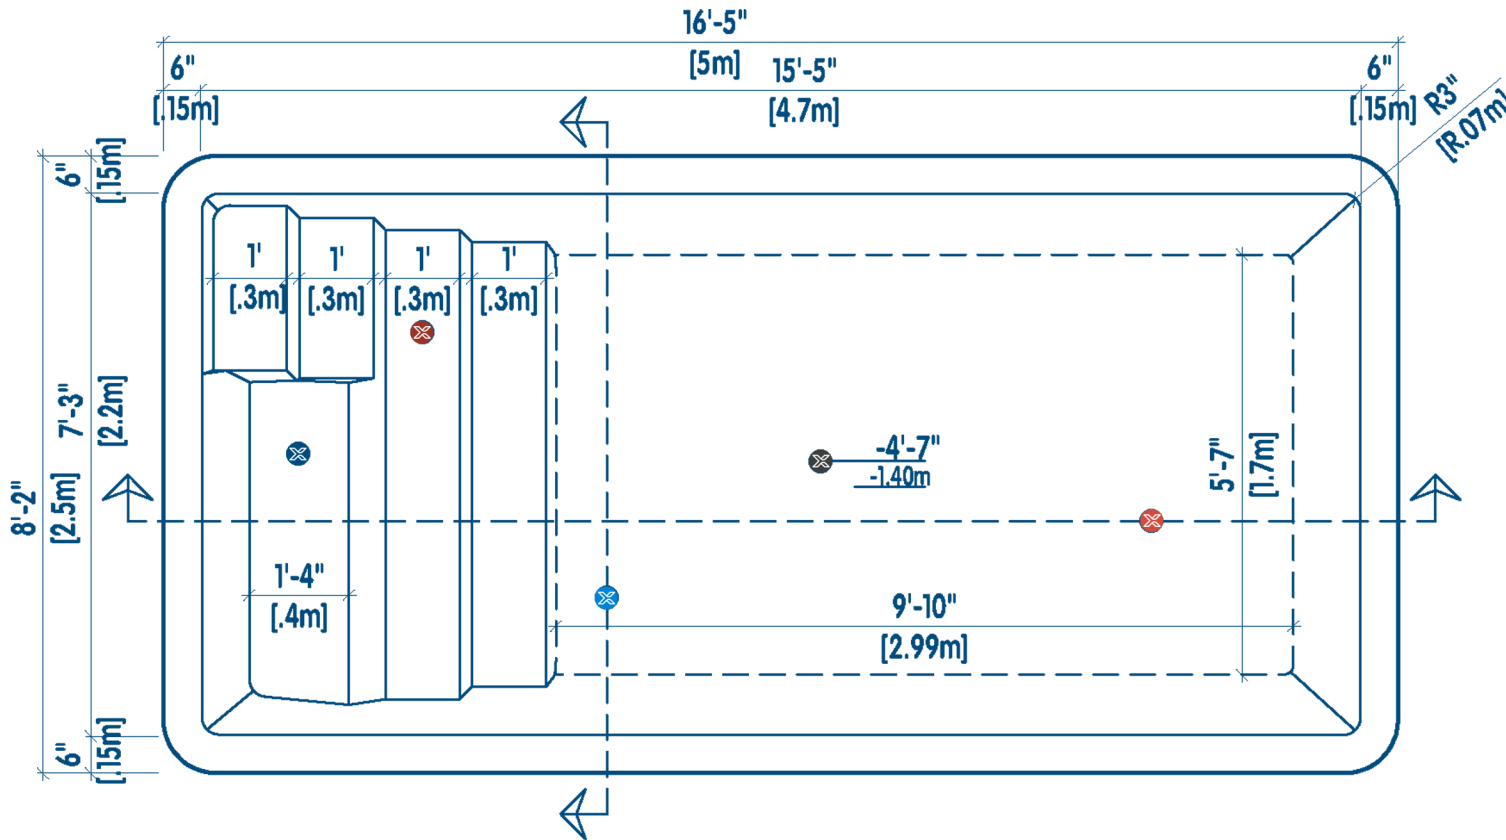 16'-5"
[5m]
6"
[.15m]
15'-5"
[4.7m]
6"
[.15m]
R3"
[R.07m]
6"
[.15m]
1'
[.3m]
1'
[.3m]
1'
[.3m]
1'
[.3m]
7'-3"
[2.2m]
8'-2"
[2.5m]
-4'-7"
-1.40m
5'-7"
[1.7m]
1'-4"
[.4m]
9'-10"
[2.99m]
6"
[.15m]